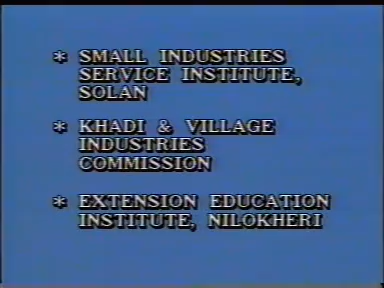 * SMALL INDUSTRIES
SERVICE INSTITUTE,
SOLAN
* KHADI & VILLAGE
INDUSTRIES
COMMISSION
* EXTENSION EDUCATION
INSTITUTE, NILOKHERI